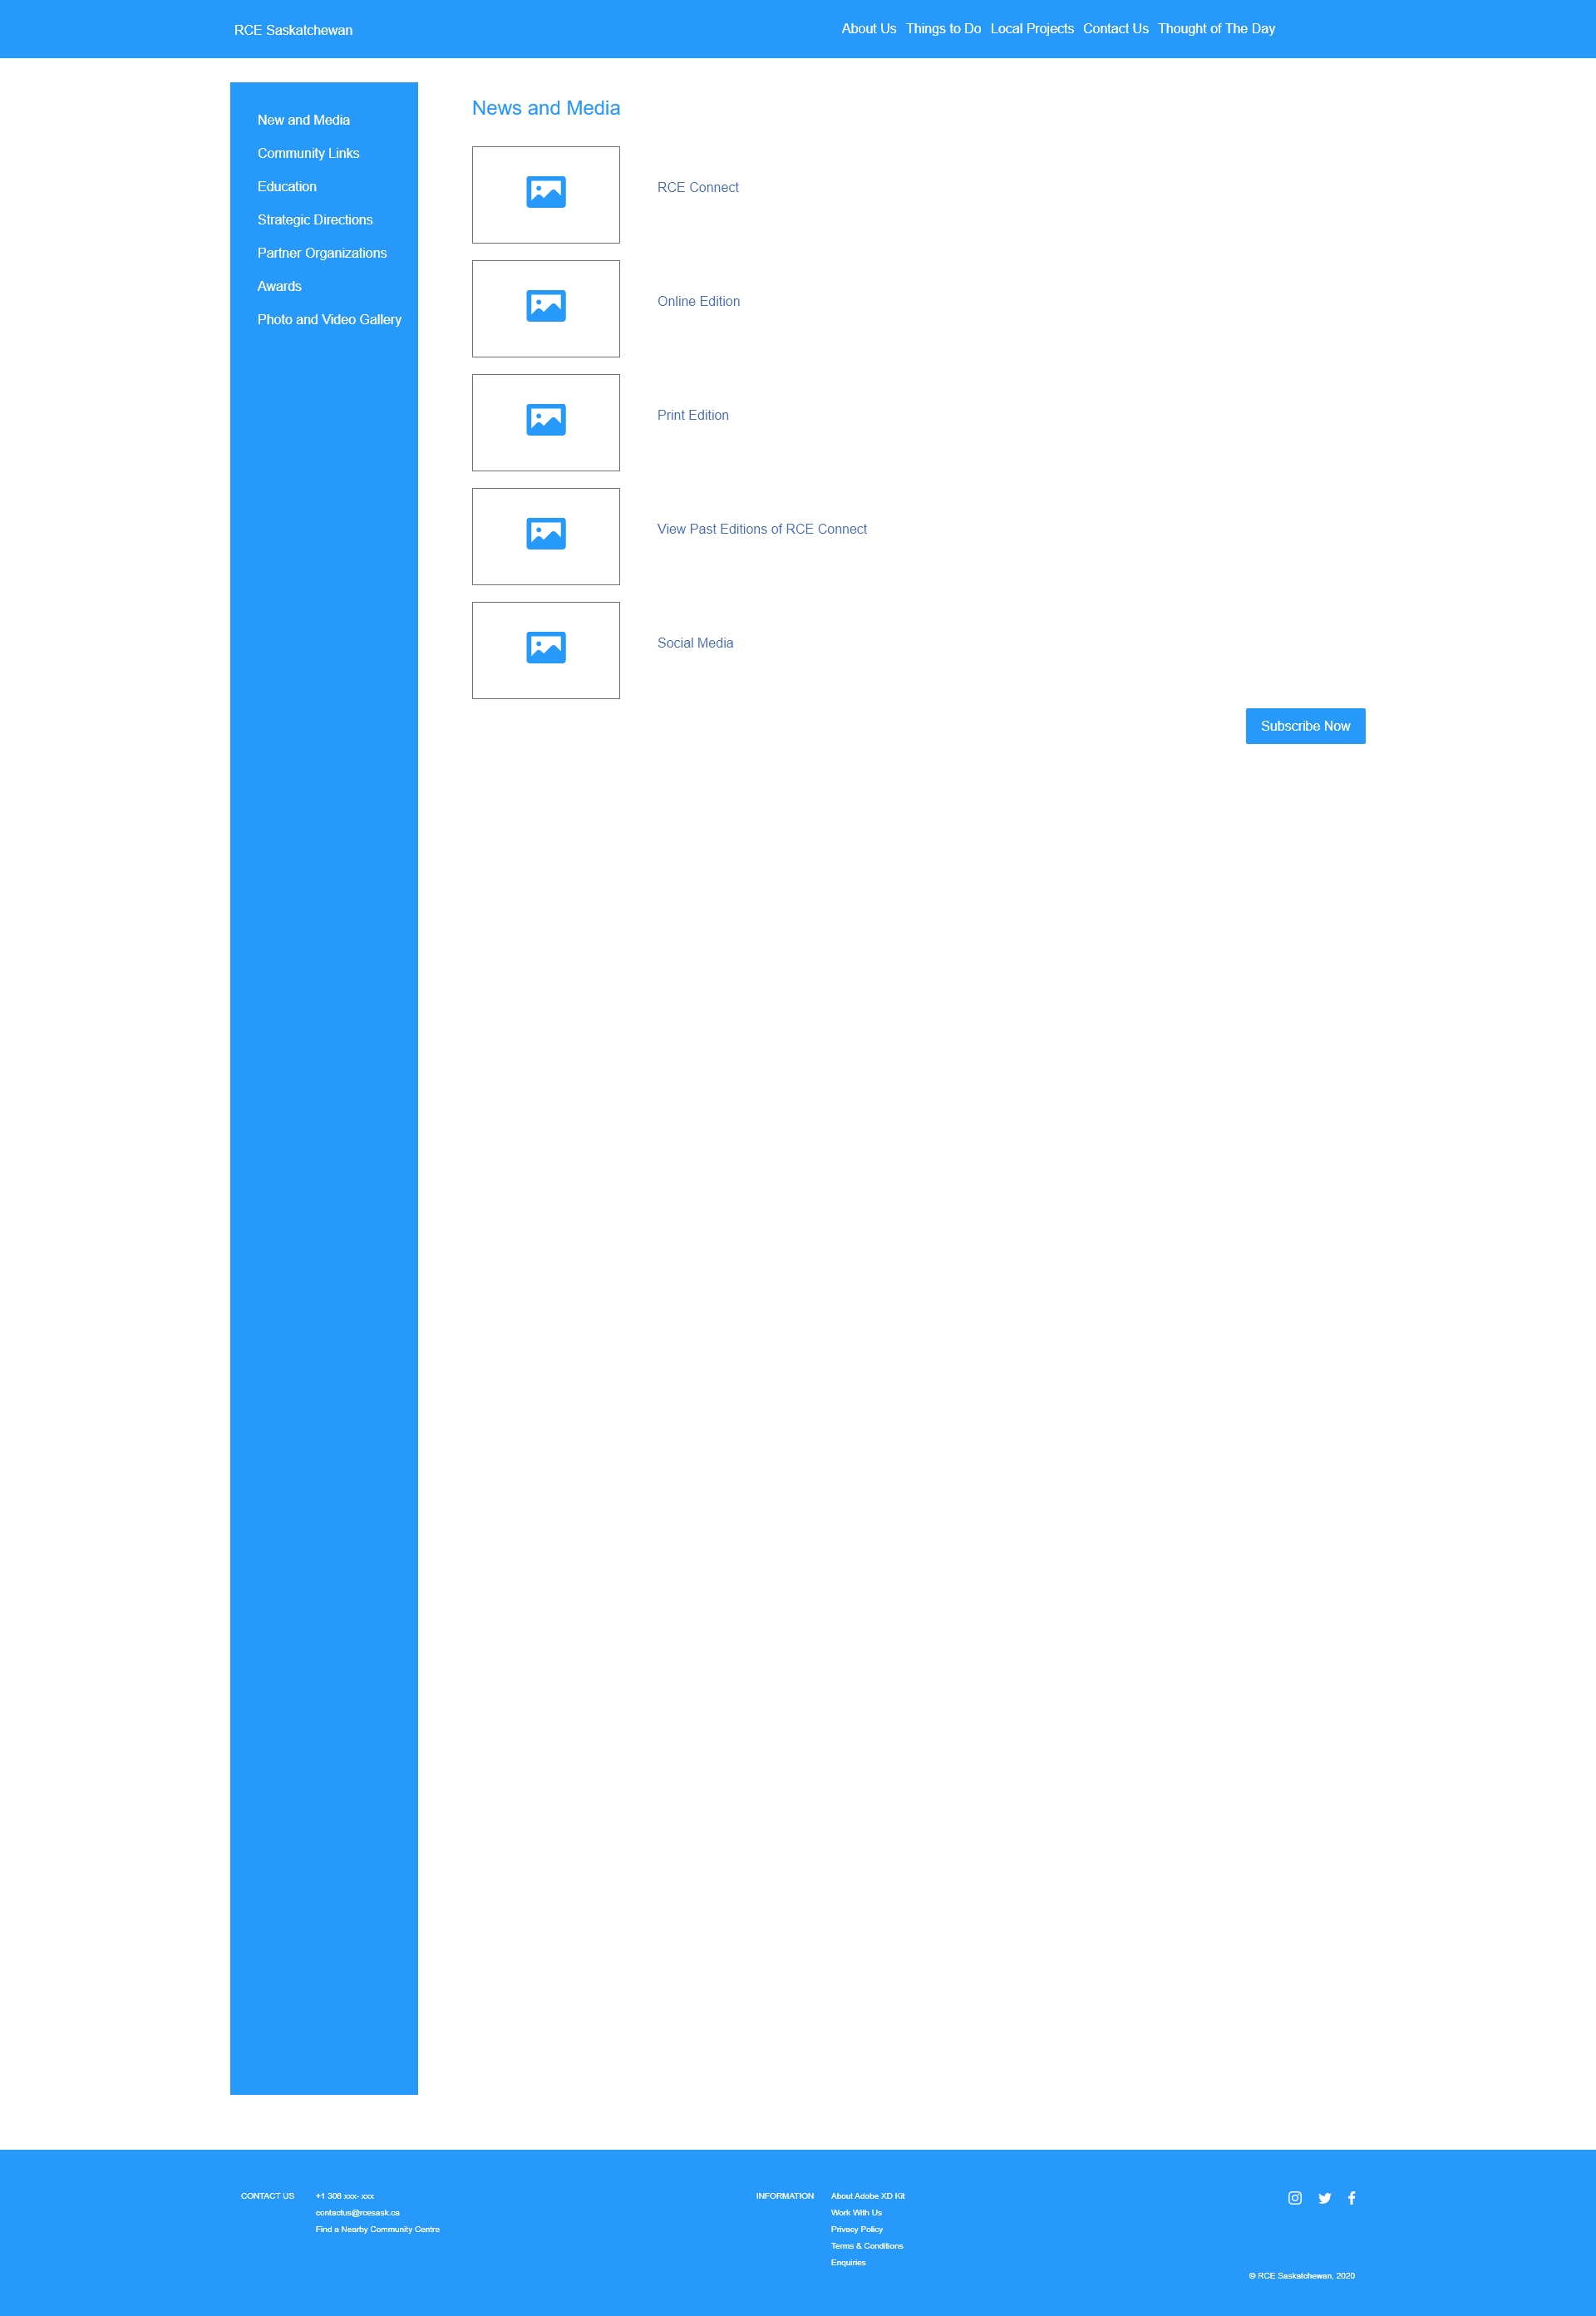 RCE Saskatchewan
About Us Things to Do Local Projects Contact Us Thought of The Day
New and Media
Community Links
Education
Strategic Directions
Partner Organizations
Awards
Photo and Video Gallery
News and Media
RCE Connect
Online Edition
Print Edition
View Past Editions of RCE Connect
Social Media
Subscribe Now
CONTACT US
+1 306 xxx- xxx
contactus@rcesask.ca
Find a Nearby Community Centre
INFORMATION
About Adobe XD Kit
Work With Us
Privacy Policy
Terms & Conditions
Enquiries
© RCE Saskatchewan, 2020